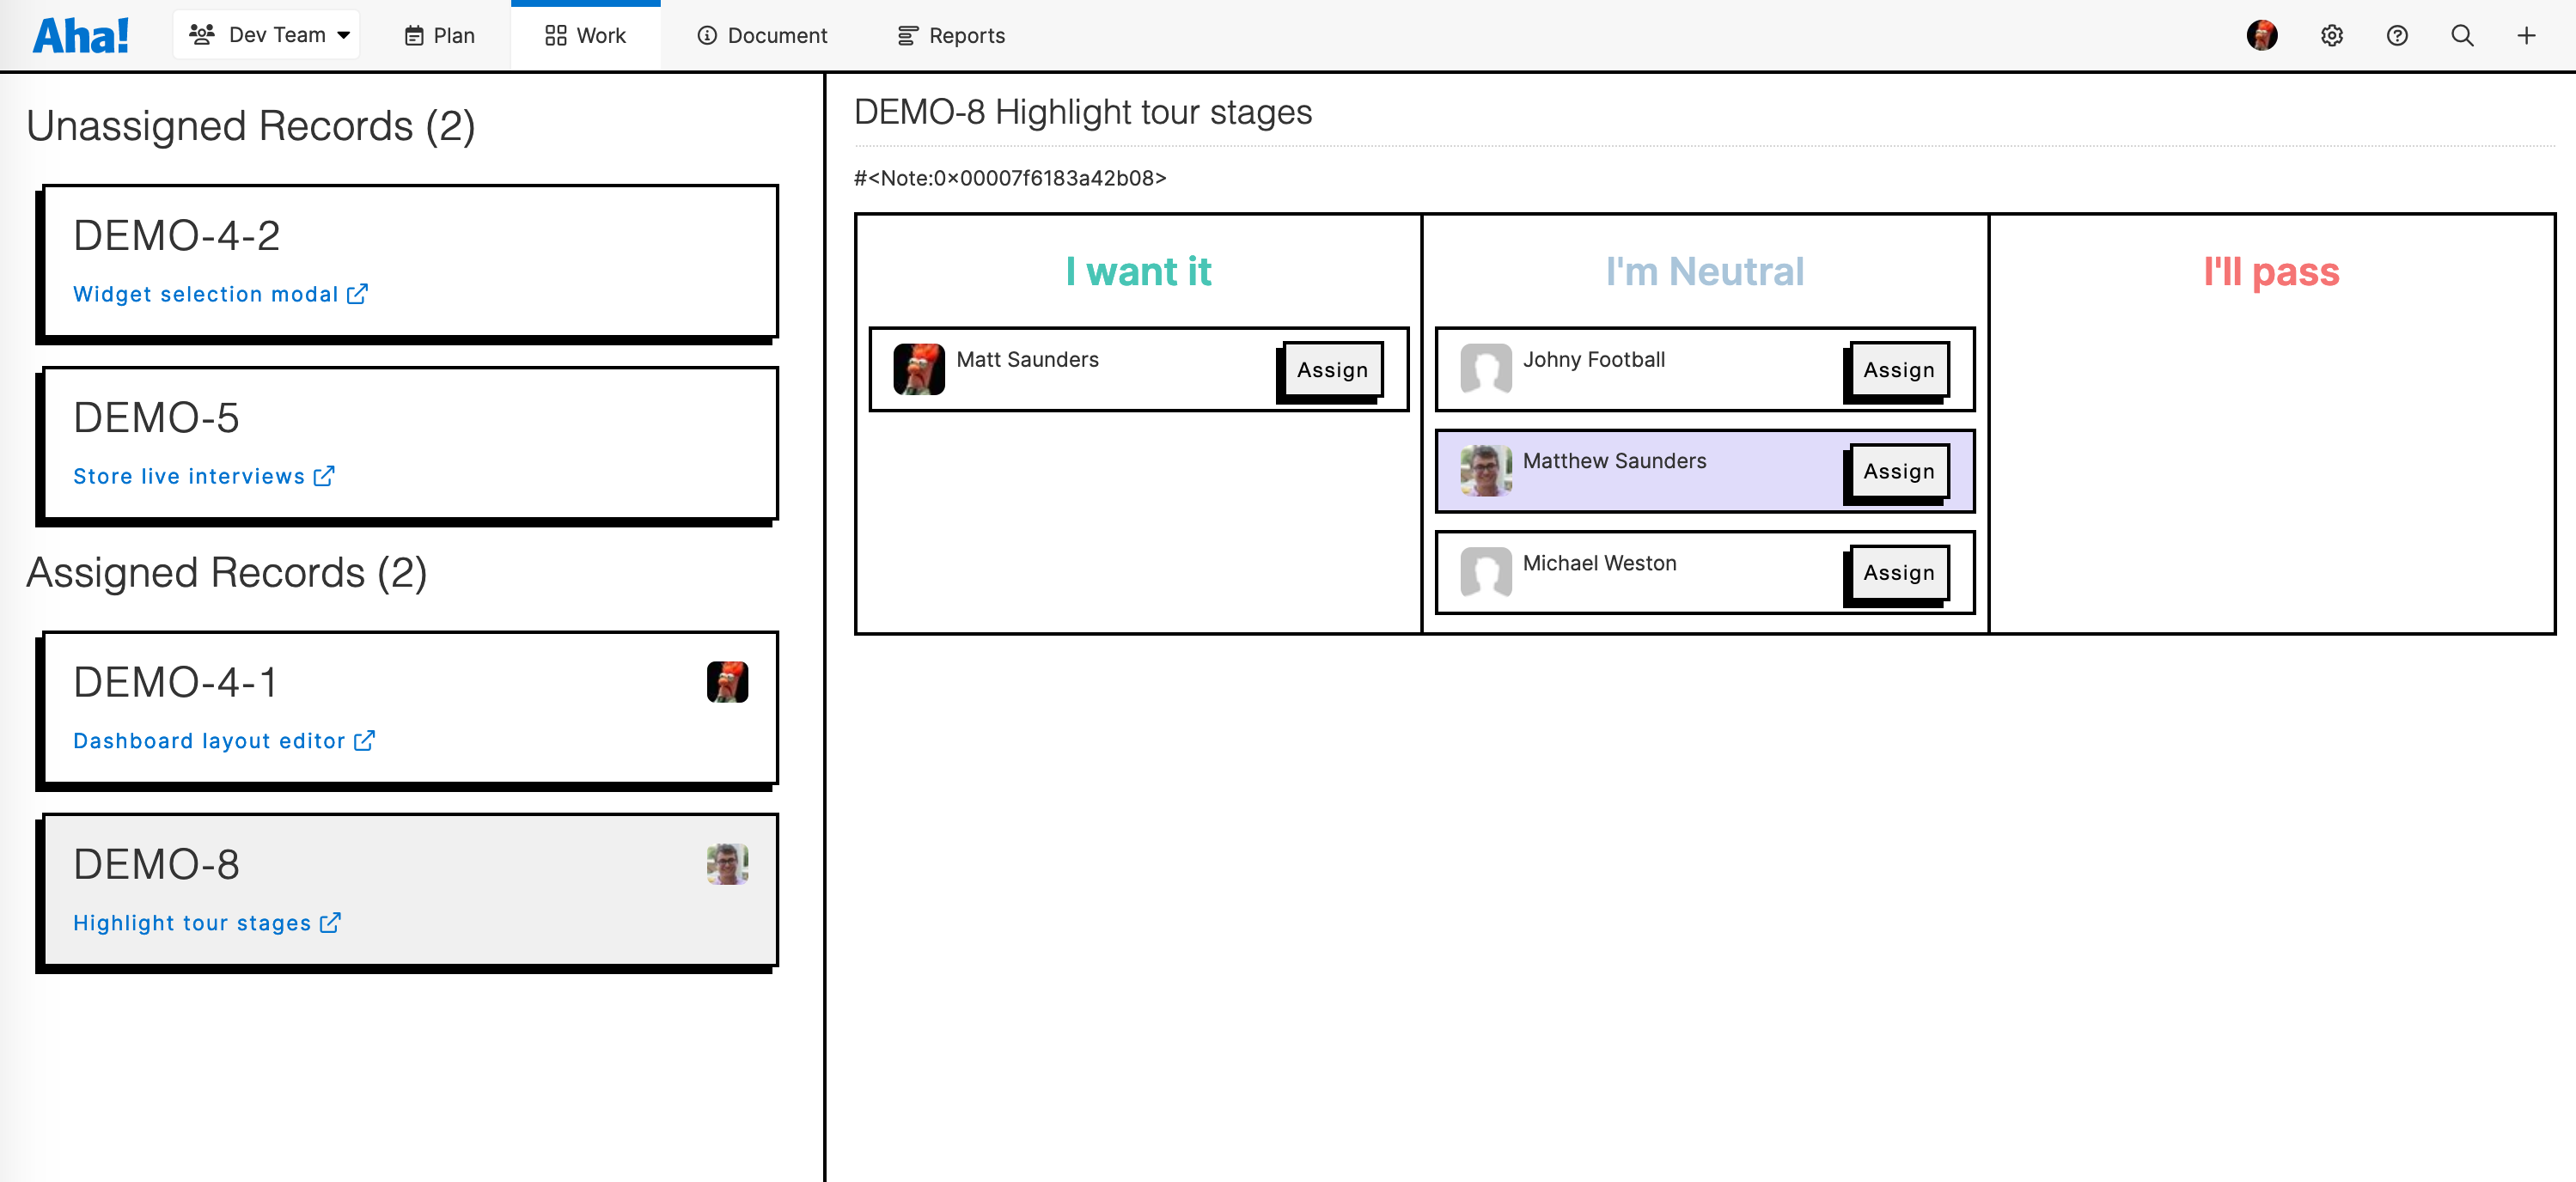 Aha!
Dev Team
Plan
Work
Document
Reports
Unassigned Records (2)
DEMO-4-2
Widget selection modal
DEMO-5
Store live interviews
Assigned Records (2)
DEMO-4-1
Dashboard layout editor
DEMO-8
Highlight tour stages
DEMO-8 Highlight tour stages
#<Note:0x00007f6183a42b08>
I want it
Matt Saunders
Assign
I'm Neutral
Johny Football
Assign
Matthew Saunders
Assign
Michael Weston
Assign
I'll pass